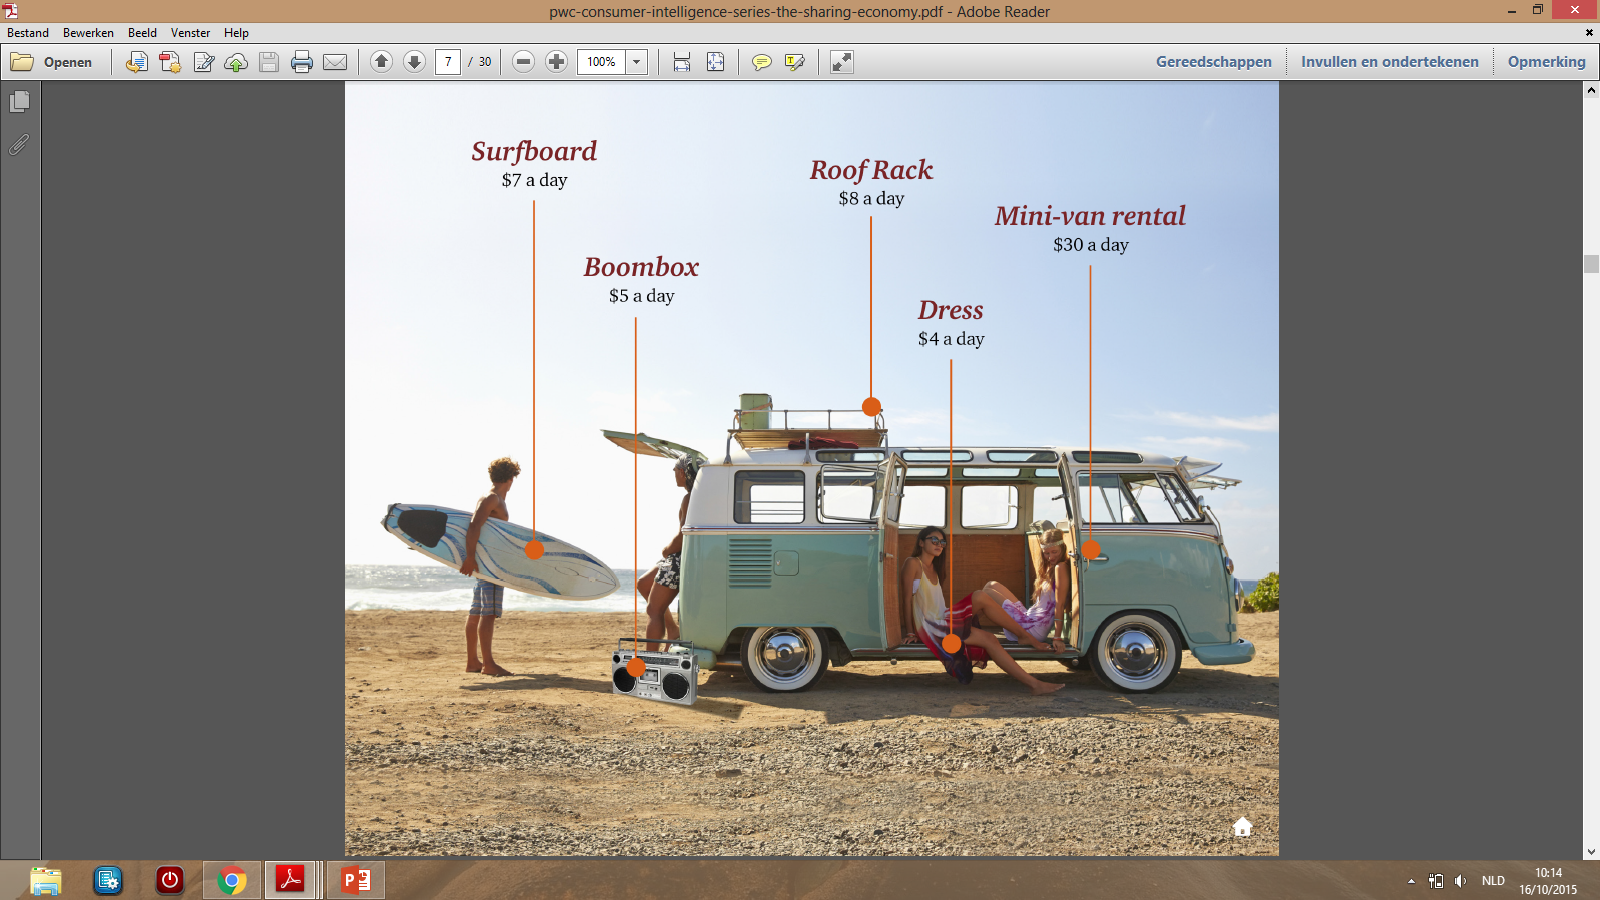 pwc-consumer-intelligence-series-the-sharing-economy.pdf - Adobe Reader
Bestand Bewerken Beeld Venster Help
Openen
7 / 30
100%
Gereedschappen
Invullen en ondertekenen
Opmerking
Surfboard
$7 a day
Roof Rack
$8 a day
Mini-van rental
$30 a day
Boombox
$5 a day
Dress
$4 a day
NLD
10:14
16/10/2015